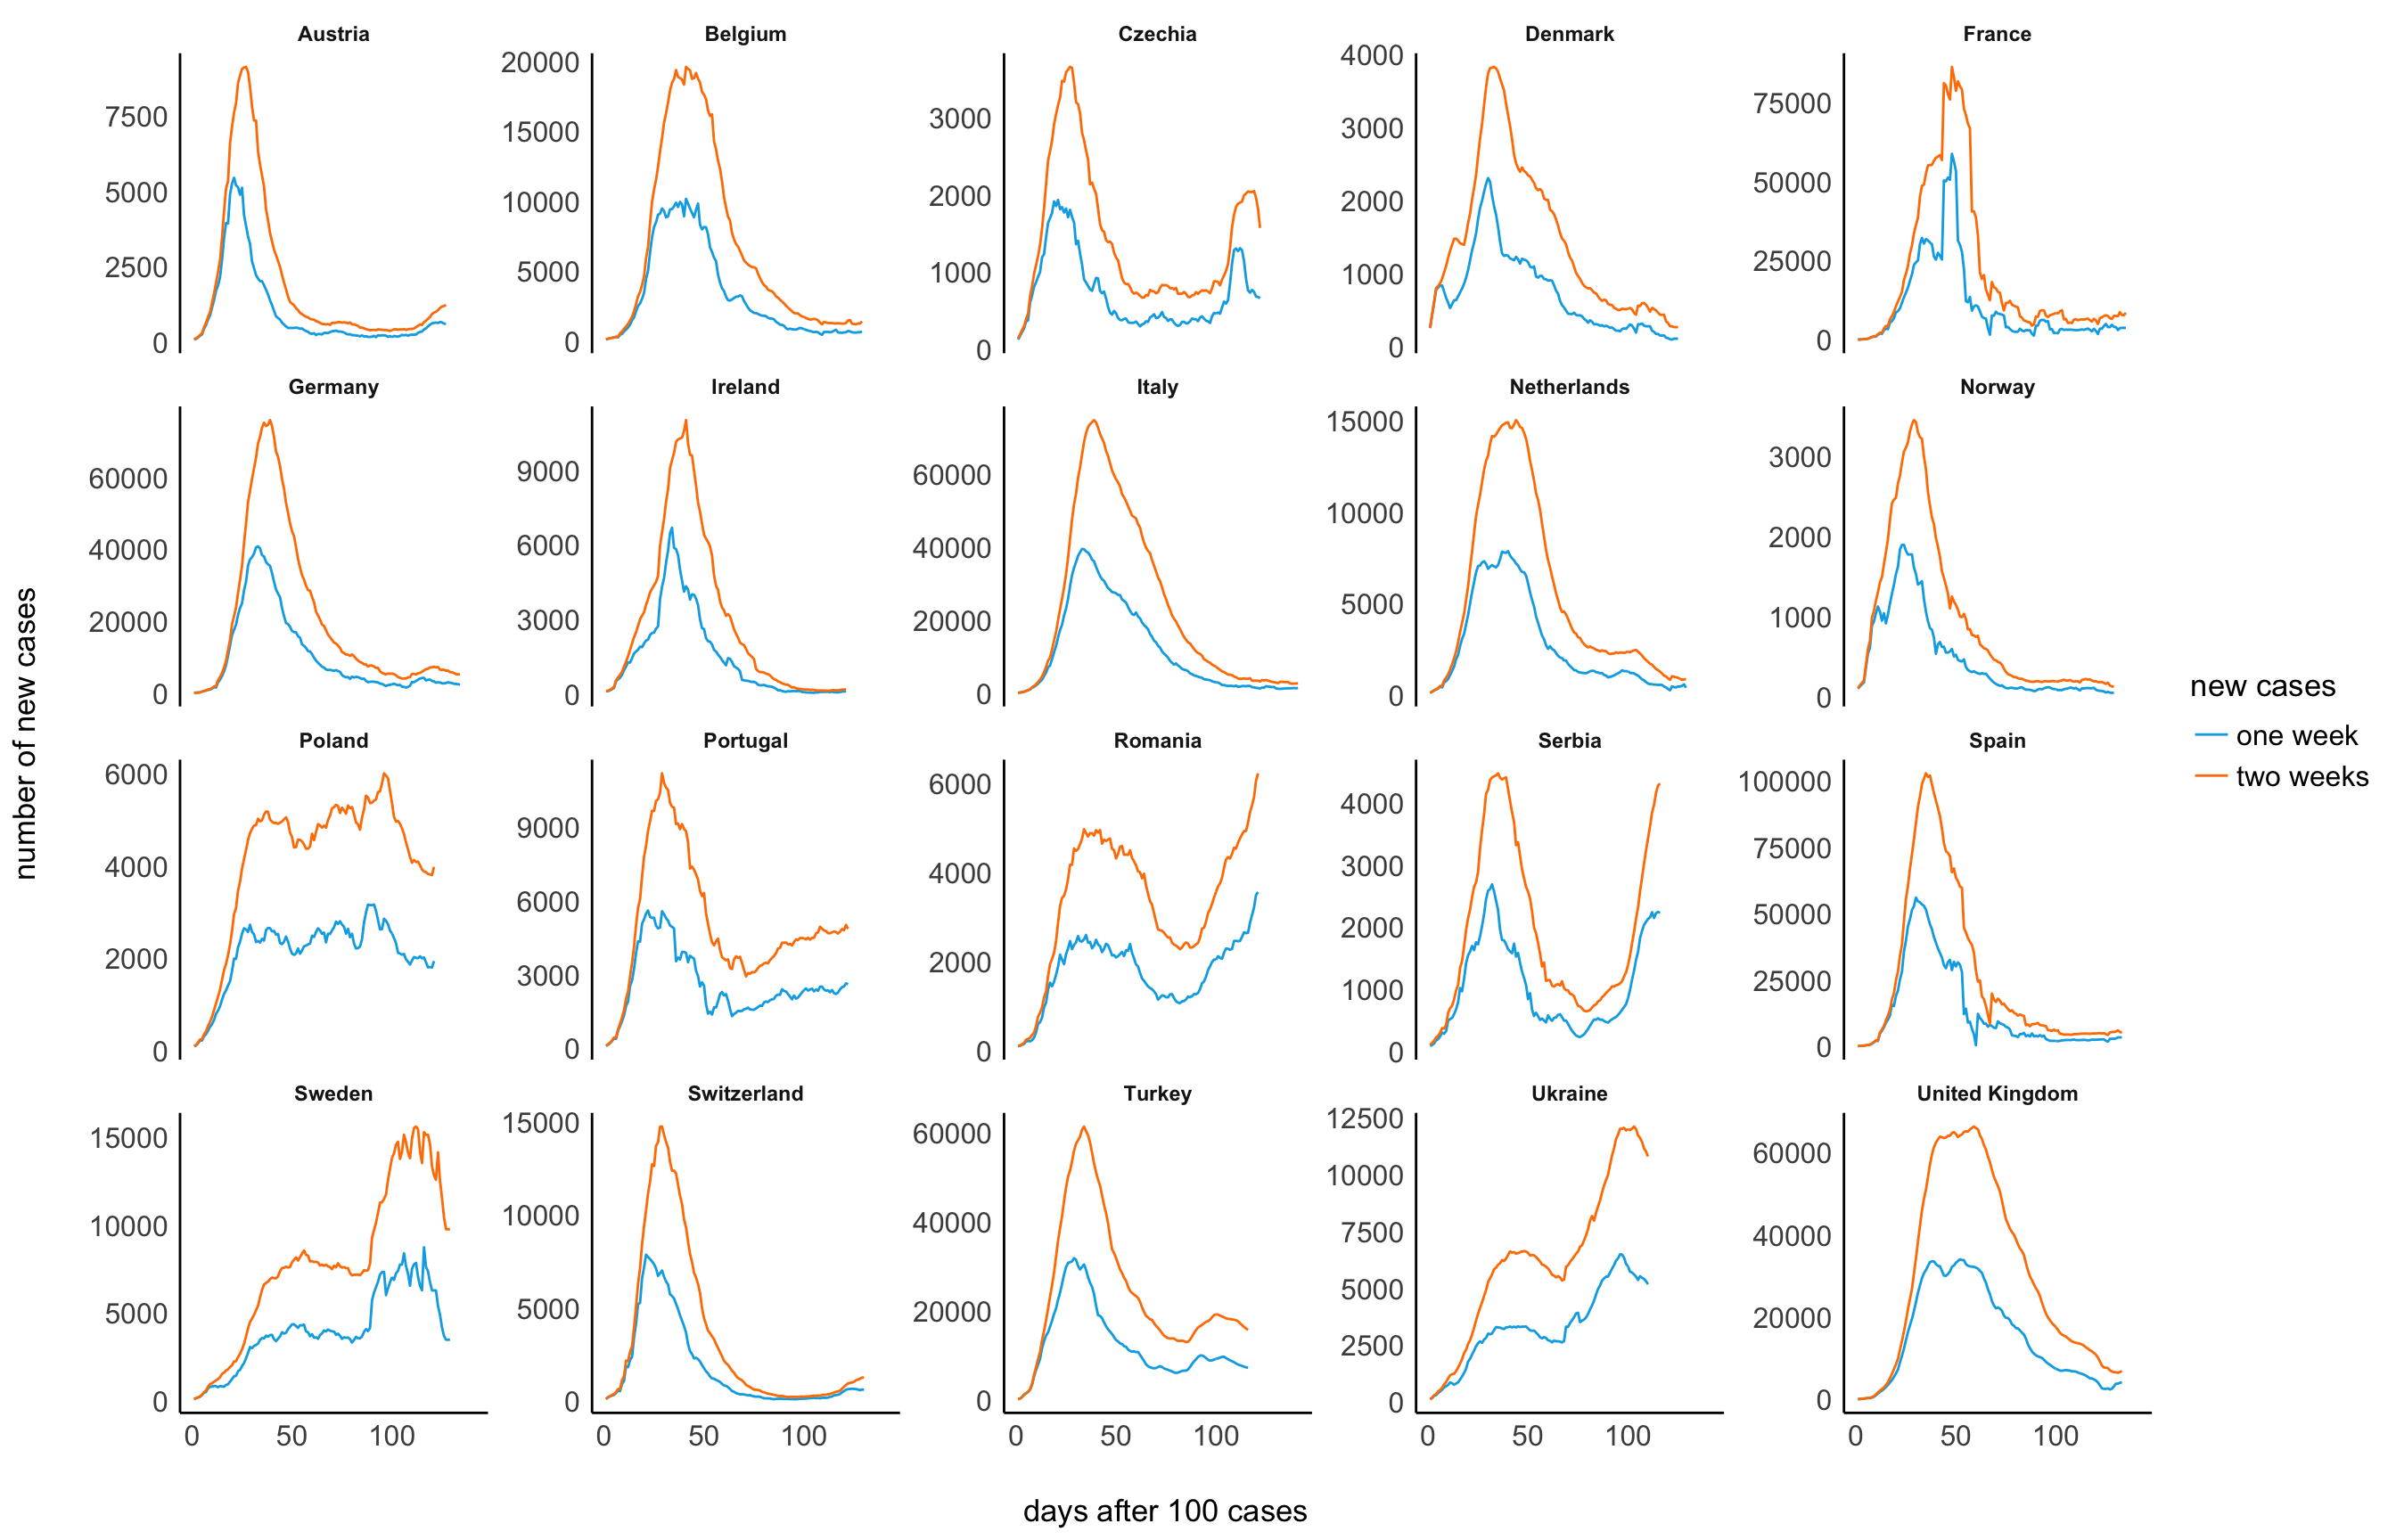 Austria
Belgium
Czechia
Denmark
France
7500
5000
2500
0
20000
15000
10000
5000
0
3000
2000
1000
0
4000
3000
2000
1000
0
75000
50000
25000
0
Germany
Ireland
Italy
Netherlands
Norway
60000
40000
20000
0
9000
6000
3000
0
60000
40000
20000
0
15000
10000
5000
0
3000
2000
1000
0
Poland
Portugal
Romania
Serbia
Spain
6000
4000
2000
0
9000
6000
3000
0
6000
4000
2000
0
4000
3000
2000
1000
0
100000
75000
50000
25000
0
Sweden
Switzerland
Turkey
Ukraine
United Kingdom
15000
10000
5000
0
15000
10000
5000
0
60000
40000
20000
0
12500
10000
7500
5000
2500
0
60000
40000
20000
0
0 50 100
0 50 100
0 50 100
0 50 100
0 50 100
days after 100 cases
number of new cases
new cases
one week
two weeks